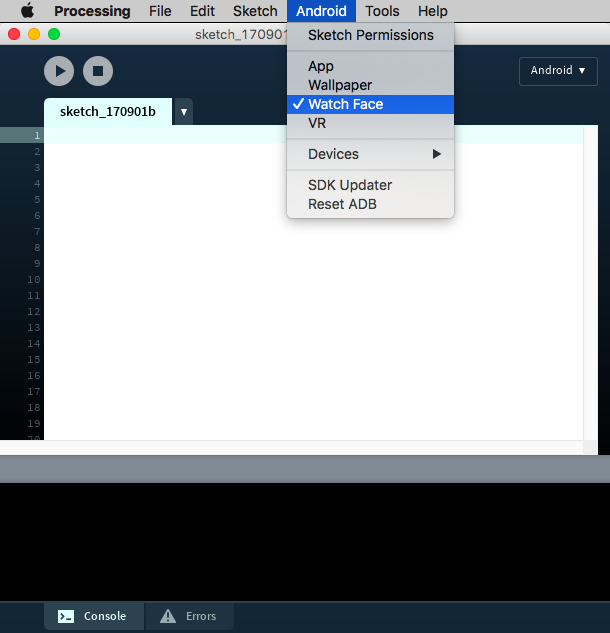 Processing File Edit Sketch Android Tools Help
sketch_170901
Sketch Permissions
App
Wallpaper
✓ Watch Face
VR
Devices ▶
SDK Updater
Reset ADB
Android ▼
sketch_170901b ▼
1
2
3
4
5
6
7
8
9
10
11
12
13
14
15
16
17
18
19
20
Console Errors